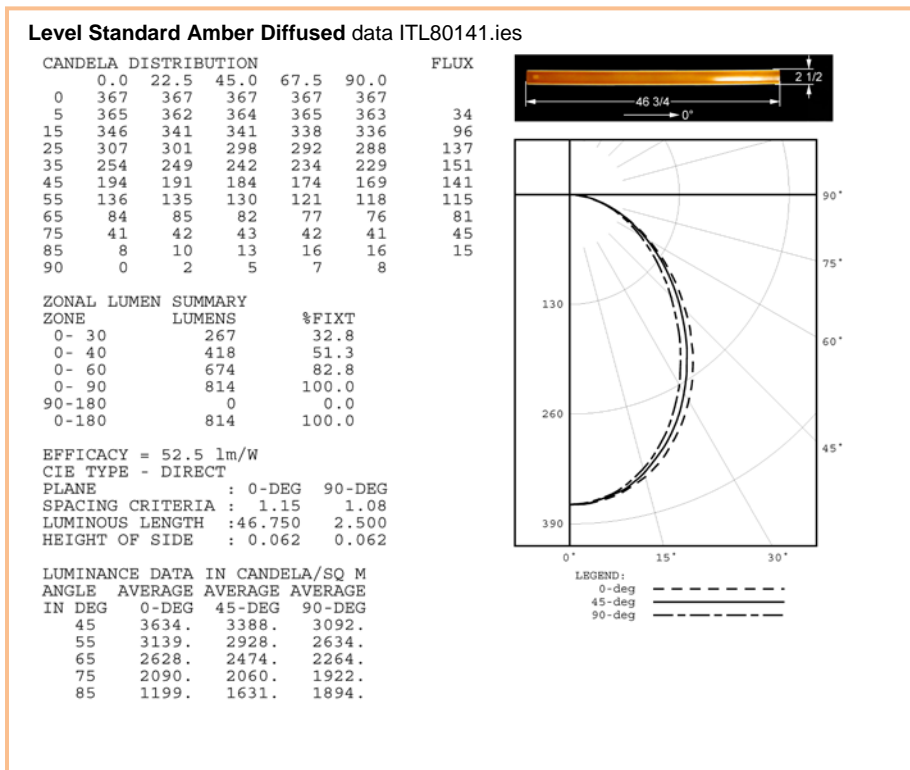 Level Standard Amber Diffused data ITL80141.ies
CANDELA DISTRIBUTION FLUX
0.0 22.5 45.0 67.5 90.0
0 367 367 367 367 367
5 365 362 364 365 363 34
15 346 341 341 338 336 96
25 307 301 298 292 288 137
35 254 249 242 234 229 151
45 194 191 184 174 169 141
55 136 135 130 121 118 115
65 84 85 82 77 76 81
75 41 42 43 42 41 45
85 8 10 13 16 16 15
90 0 2 5 7 8
ZONAL LUMEN SUMMARY
ZONE LUMENS %FIXT
0- 30 267 32.8
0- 40 418 51.3
0- 60 674 82.8
0- 90 814 100.0
90-180 0 0.0
0-180 814 100.0
EFFICACY = 52.5 lm/W
CIE TYPE - DIRECT
PLANE : 0-DEG 90-DEG
SPACING CRITERIA : 1.15 1.08
LUMINOUS LENGTH :46.750 2.500
HEIGHT OF SIDE : 0.062 0.062
LUMINANCE DATA IN CANDELA/SQ M
ANGLE AVERAGE AVERAGE AVERAGE
IN DEG 0-DEG 45-DEG 90-DEG
45 3634. 3388. 3092.
55 3139. 2928. 2634.
65 2628. 2474. 2264.
75 2090. 2060. 1922.
85 1199. 1631. 1894.
2 1/2
46 3/4
0°
90°
75°
130
60°
260
45°
390
0° 15° 30°
LEGEND:
0-deg
45-deg
90-deg